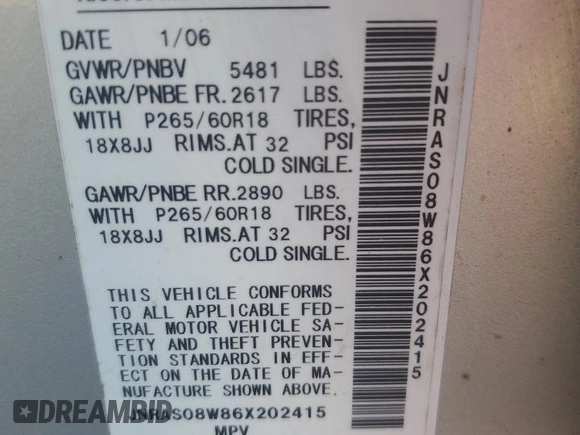 DATE 1/06
GVWR/PNBV 5481 LBS.
GAWR/PNBE FR. 2617 LBS.
WITH P265/60R18 TIRES,
18X8JJ RIMS.AT 32 PSI
COLD SINGLE.
GAWR/PNBE RR. 2890 LBS.
WITH P265/60R18 TIRES,
18X8JJ RIMS.AT 32 PSI
COLD SINGLE.
THIS VEHICLE CONFORMS
TO ALL APPLICABLE FED-
ERAL MOTOR VEHICLE SA-
FETY AND THEFT PREVEN-
TION STANDARDS IN EFF-
ECT ON THE DATE OF MA-
NUFACTURE SHOWN ABOVE.
JNRAS08W86X202415
MPV
JNRAS08W86X202415
DREAM
BID